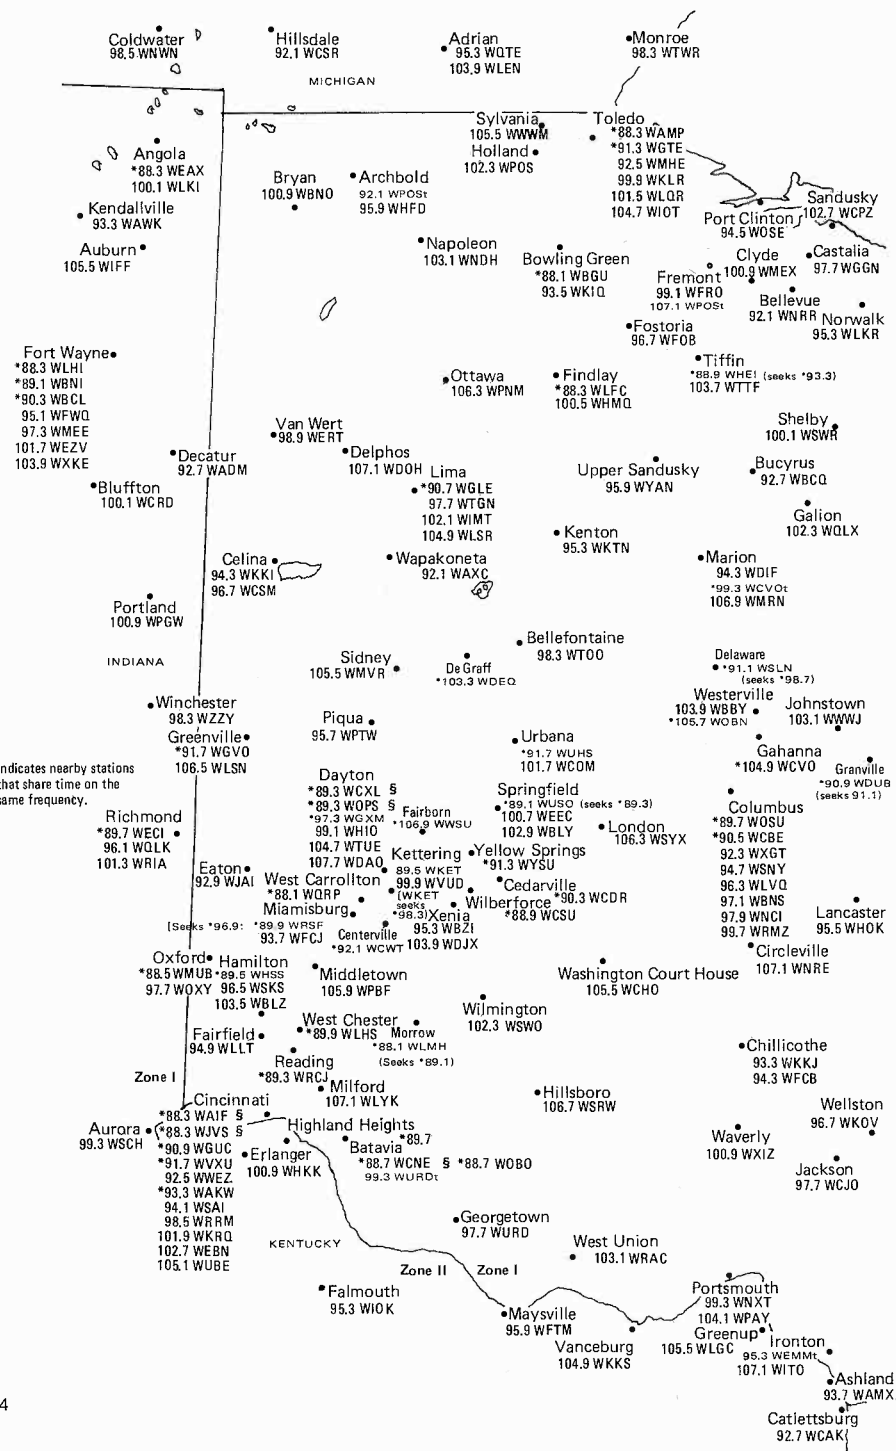 Coldwater
98.5 WNWN
Hillsdale
92.1 WCSR
Adrian
95.3 WQTE
103.9 WLEN
Monroe
98.3 WTWR
MICHIGAN
Sylvania
105.5 WWWM
Holland
102.3 WPOS
Toledo
*88.3 WAMP
*91.3 WGTE
92.5 WMHE
99.9 WKLR
101.5 WLQR
104.7 WIOT
Angola
*88.3 WEAX
100.1 WLKI
Bryan
100.9 WBNO
Archbold
92.1 WPOSt
95.9 WHFD
Kendallville
93.3 WAWK
Auburn
105.5 WIFF
Napoleon
103.1 WNDH
Bowling Green
*88.1 WBGU
93.5 WKIQ
Port Clinton
94.5 WOSE
Sandusky
102.7 WCPZ
Fremont
99.1 WFRO
107.1 WPOSt
Clyde
100.9 WMEX
Castalia
97.7 WGGN
Bellevue
92.1 WNRR
Norwalk
95.3 WLKR
Fostoria
96.7 WFOB
Fort Wayne
*88.3 WLHI
*89.1 WBNI
*90.3 WBCL
95.1 WFWQ
97.3 WMEE
101.7 WEZV
103.9 WXKE
Ottawa
106.3 WPNM
Findlay
*88.3 WLFC
100.5 WHMQ
Tiffin
*88.9 WHEI (seeks *93.3)
103.7 WTTF
Van Wert
98.9 WERT
Shelby
100.1 WSWR
Decatur
92.7 WADM
Delphos
107.1 WDOH
Lima
*90.7 WGLE
97.7 WTGN
102.1 WIMT
104.9 WLSR
Upper Sandusky
95.9 WYAN
Bucyrus
92.7 WBCQ
Bluffton
100.1 WCRD
Galion
102.3 WQLX
Kenton
95.3 WKTN
Celina
94.3 WKKI
96.7 WCSM
Wapakoneta
92.1 WAXC
Marion
94.3 WDIF
*99.3 WCVOt
106.9 WMRN
Portland
100.9 WPGW
INDIANA
Sidney
105.5 WMVR
De Graff
*103.3 WDEQ
Bellefontaine
98.3 WTOO
Delaware
*91.1 WSLN
(seeks *98.7)
Winchester
98.3 WZZY
Piqua
95.7 WPTW
Westerville
103.9 WBBY
*105.7 WOBN
Johnstown
103.1 WWWJ
Greenville
*91.7 WGVO
106.5 WLSN
Urbana
*91.7 WUHS
101.7 WCOM
Gahanna
*104.9 WCVO
Granville
*90.9 WDUB
(seeks 91.1)
ndicates nearby stations
that share time on the
same frequency.
Dayton
*89.3 WCXL §
*89.3 WOPS §
*97.3 WGXM
99.1 WHIO
104.7 WTUE
107.7 WDAO
Fairborn
*106.9 WWSU
Springfield
*89.1 WUSO (seeks *89.3)
100.7 WEEC
102.9 WBLY
London
106.3 WSYX
Columbus
*89.7 WOSU
*90.5 WCBE
92.3 WXGT
94.7 WSNY
96.3 WLVQ
97.1 WBNS
97.9 WNCI
99.7 WRMZ
Richmond
*89.7 WECI
96.1 WQLK
101.3 WRIA
Eaton
92.9 WJAI
Kettering
89.5 WKET
99.9 WVUD
(WKET
seeks
*98.3)
Yellow Springs
*91.3 WYSU
West Carrollton
*88.1 WQRP
Cedarville
*90.3 WCDR
Wilberforce
*88.9 WCSU
Miamisburg
(Seeks *96.9: *89.9 WRSF
93.7 WFCJ
Xenia
95.3 WBZI
103.9 WDJX
Centerville
*92.1 WCWT
Lancaster
95.5 WHOK
Circleville
107.1 WNRE
Oxford
*88.5 WMUB
97.7 WOXY
Hamilton
*89.5 WHSS
96.5 WSKS
103.5 WBLZ
Middletown
105.9 WPBF
Washington Court House
105.5 WCHO
Wilmington
102.3 WSWO
Fairfield
94.9 WLLT
West Chester
*89.9 WLHS
Morrow
*88.1 WLMH
(Seeks *89.1)
Reading
*89.3 WRCJ
Chillicothe
93.3 WKKJ
94.3 WFCB
Zone I
Milford
107.1 WLYK
Hillsboro
106.7 WSRW
Cincinnati
*88.3 WAIF §
*88.3 WJVS §
*90.9 WGUC
*91.7 WVXU
92.5 WWEZ
*93.3 WAKW
94.1 WSAI
98.5 WRRM
101.9 WKRQ
102.7 WEBN
105.1 WUBE
Aurora
99.3 WSCH
Highland Heights
*89.7
Erlanger
100.9 WHKK
Batavia
*88.7 WCNE § *88.7 WOBO
99.3 WURDt
Wellston
96.7 WKOV
Waverly
100.9 WXIZ
Jackson
97.7 WCJO
KENTUCKY
Georgetown
97.7 WURD
West Union
103.1 WRAC
Zone II
Zone I
Falmouth
95.3 WIOK
Maysville
95.9 WFTM
Portsmouth
99.3 WNXT
104.1 WPAY
Vanceburg
104.9 WKKS
Greenup
105.5 WLGC
Ironton
95.3 WEMMt
107.1 WITO
Ashland
93.7 WAMX
Catlettsburg
92.7 WCAK
4